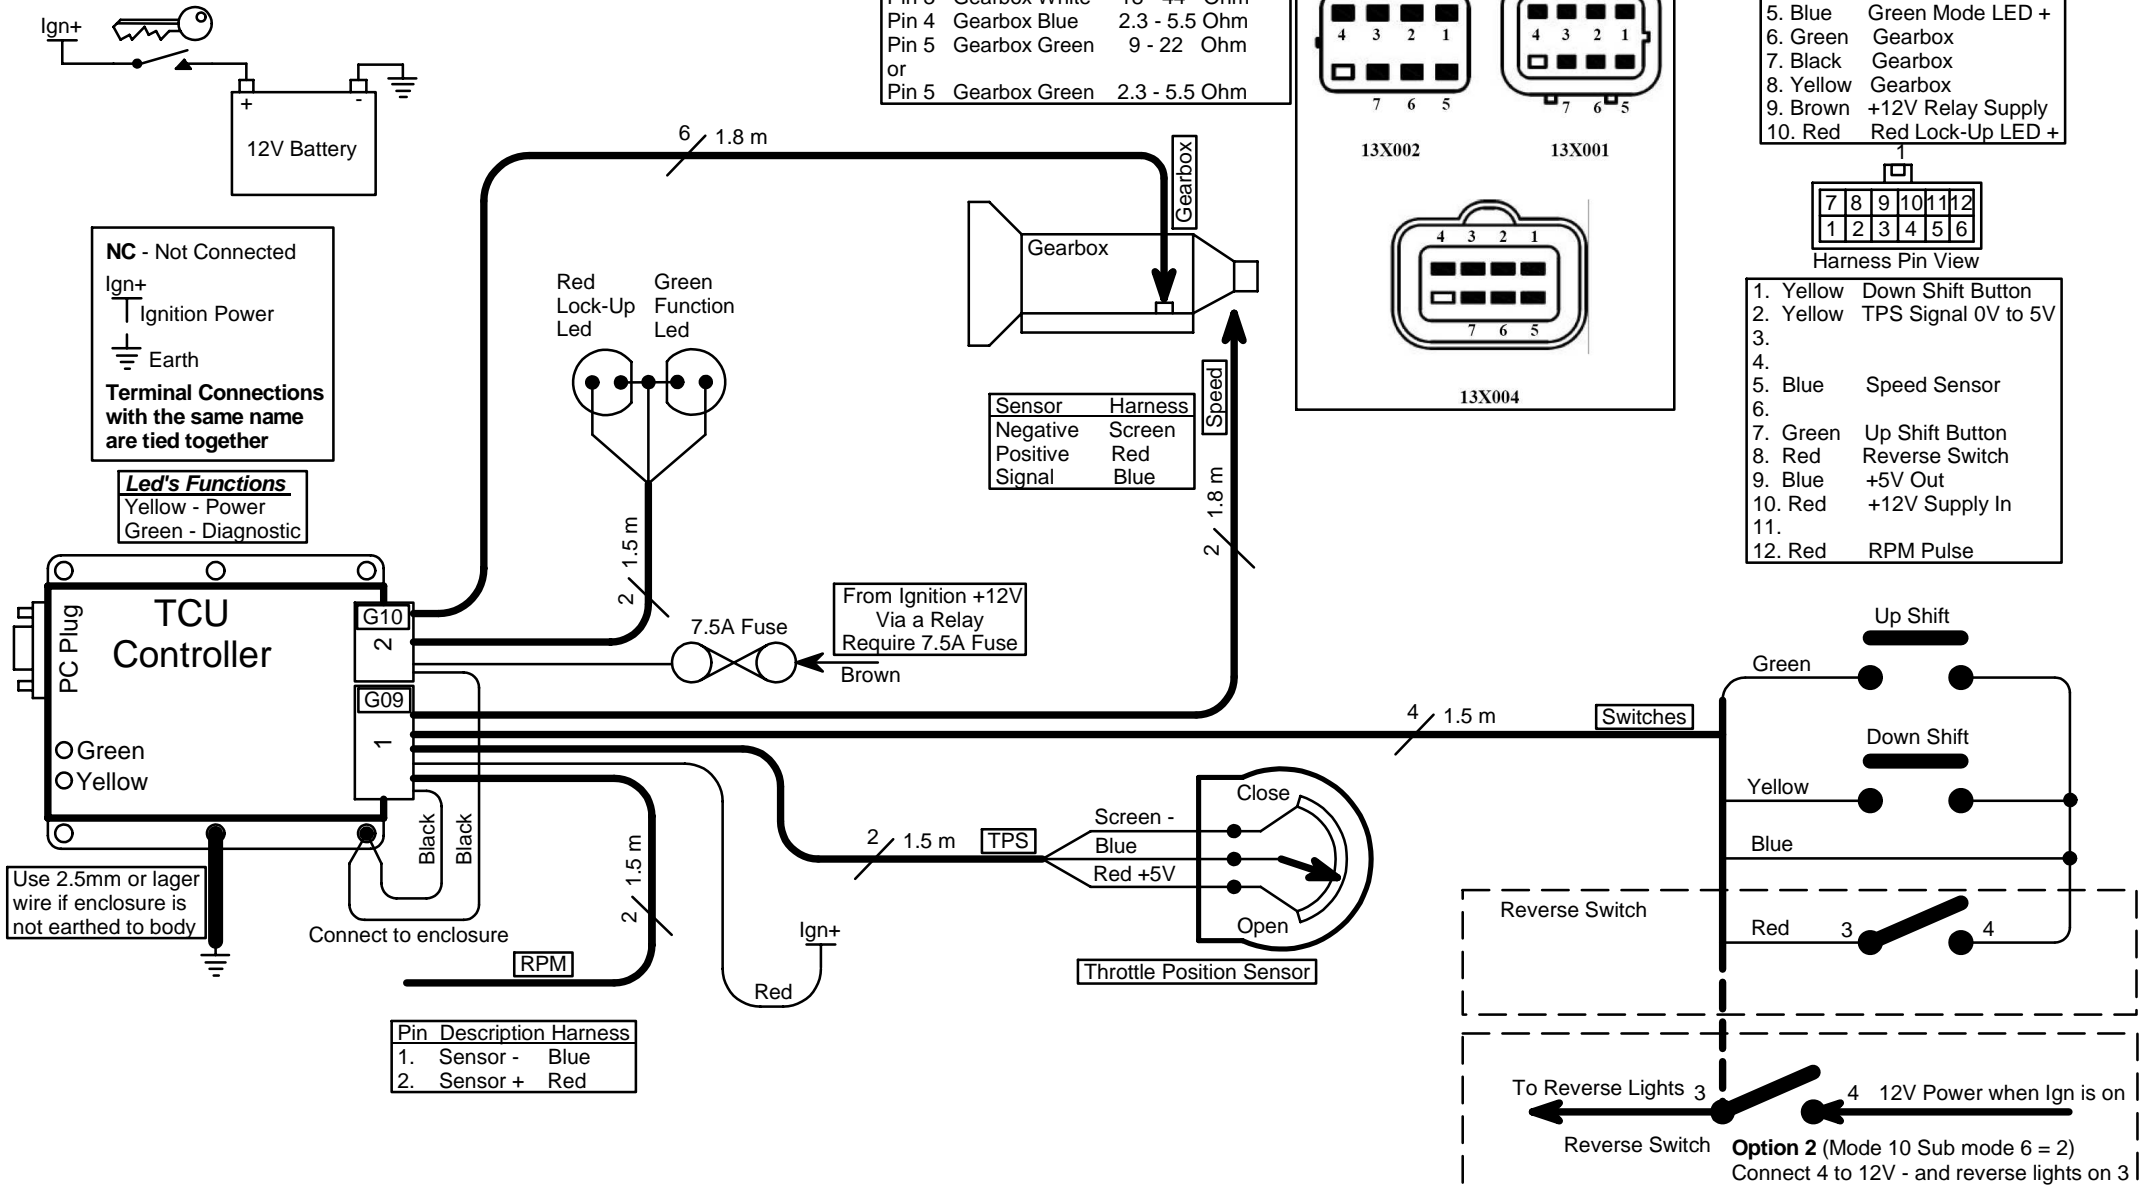 Ign+
+
-
12V Battery
Pin 4 Gearbox Blue 2.3 - 5.5 Ohm
Pin 5 Gearbox Green 9 - 22 Ohm
or
Pin 5 Gearbox Green 2.3 - 5.5 Ohm
4 3 2 1
7 6 5
13X002
4 3 2 1
7 6 5
13X001
4 3 2 1
7 6 5
13X004
5. Blue Green Mode LED +
6. Green Gearbox
7. Black Gearbox
8. Yellow Gearbox
9. Brown +12V Relay Supply
10. Red Red Lock-Up LED +
1
7 8 9 10 11 12
1 2 3 4 5 6
Harness Pin View
1. Yellow Down Shift Button
2. Yellow TPS Signal 0V to 5V
3.
4.
5. Blue Speed Sensor
6.
7. Green Up Shift Button
8. Red Reverse Switch
9. Blue +5V Out
10. Red +12V Supply In
11.
12. Red RPM Pulse
NC - Not Connected
Ign+
Ignition Power
Earth
Terminal Connections
with the same name
are tied together
Led's Functions
Yellow - Power
Green - Diagnostic
6 1.8 m
Gearbox
Gearbox
Red
Lock-Up
Led
Green
Function
Led
2 1.5 m
Sensor Harness
Negative Screen
Positive Red
Signal Blue
Speed
2 1.8 m
PC Plug
TCU
Controller
G10
2
G09
1
Green
Yellow
7.5A Fuse
From Ignition +12V
Via a Relay
Require 7.5A Fuse
Brown
Black
Black
Use 2.5mm or lager
wire if enclosure is
not earthed to body
Connect to enclosure
2 1.5 m
RPM
Pin Description Harness
1. Sensor - Blue
2. Sensor + Red
Ign+
Red
2 1.5 m
TPS
Screen -
Blue
Red +5V
Close
Open
Throttle Position Sensor
4 1.5 m
Switches
Up Shift
Green
Down Shift
Yellow
Blue
Reverse Switch
Red 3 4
To Reverse Lights 3
4 12V Power when Ign is on
Reverse Switch
Option 2 (Mode 10 Sub mode 6 = 2)
Connect 4 to 12V - and reverse lights on 3